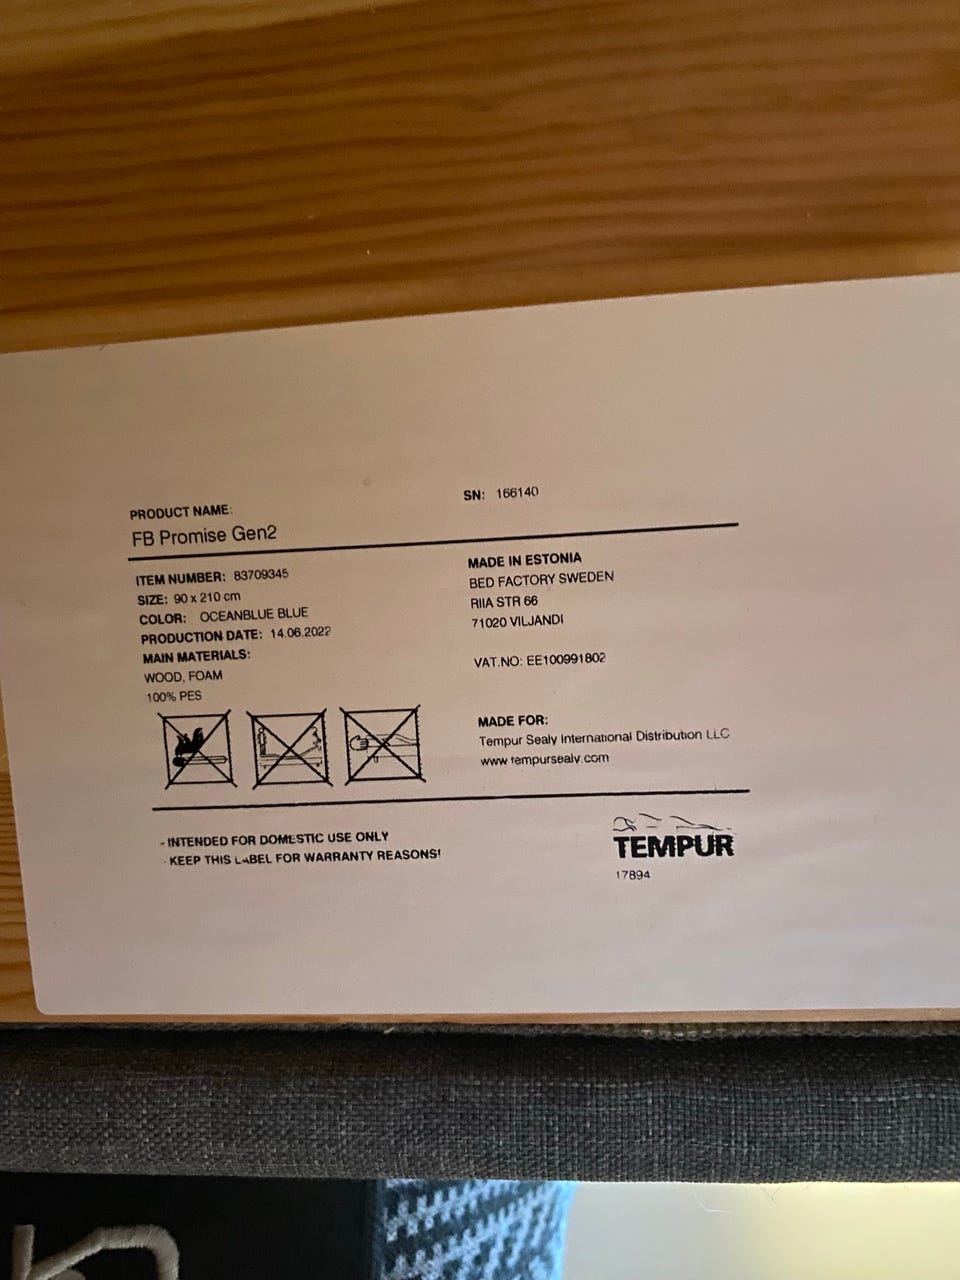 PRODUCT NAME:
FB Promise Gen2
SN: 166140
ITEM NUMBER: 83709345
SIZE: 90 x 210 cm
COLOR: OCEANBLUE BLUE
PRODUCTION DATE: 14.06.2022
MAIN MATERIALS:
WOOD, FOAM
100% PES
MADE IN ESTONIA
BED FACTORY SWEDEN
RIIA STR 66
71020 VILJANDI
VAT.NO: EE100991802
MADE FOR:
Tempur Sealy International Distribution LLC
www.tempursealy.com
- INTENDED FOR DOMESTIC USE ONLY
- KEEP THIS LABEL FOR WARRANTY REASONS!
TEMPUR
17894